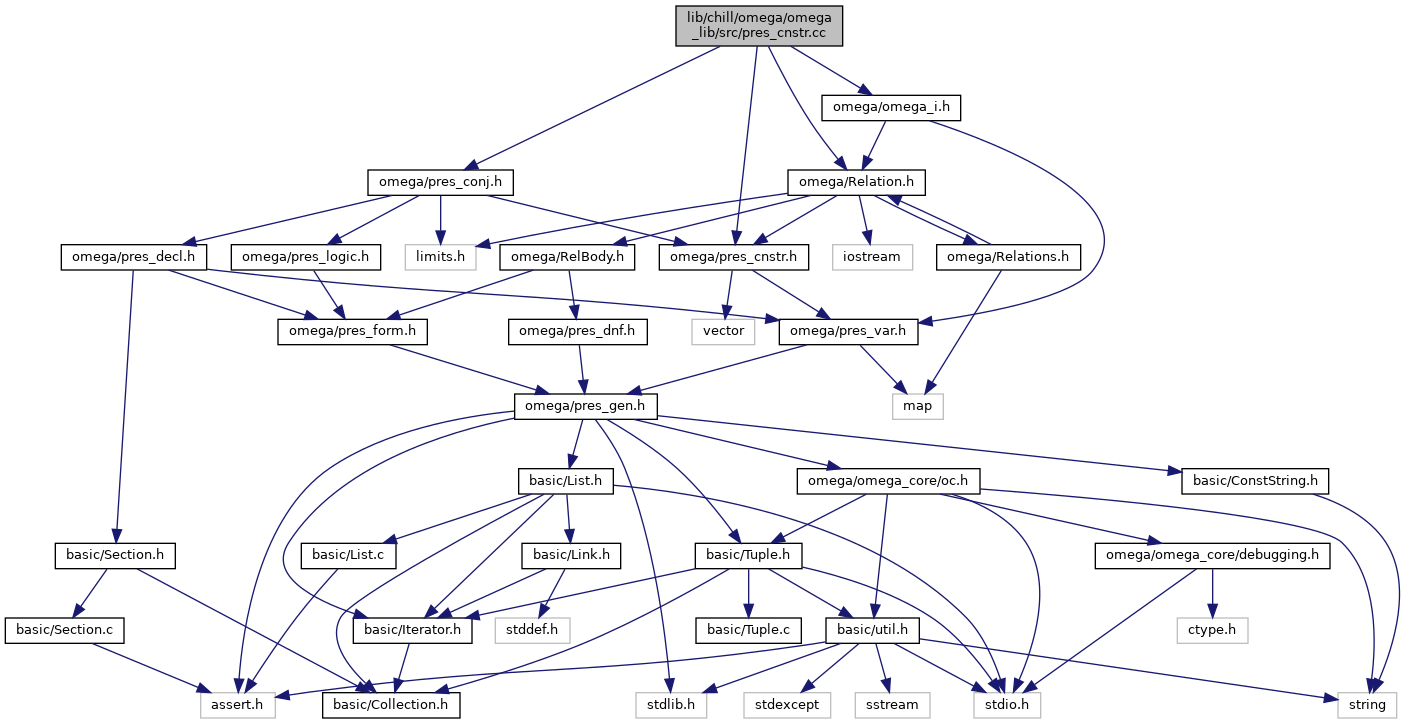 lib/chill/omega/omega
_lib/src/pres_cnstr.cc
omega/omega_i.h
omega/pres_conj.h
omega/Relation.h
omega/pres_decl.h
omega/pres_logic.h
limits.h
omega/RelBody.h
omega/pres_cnstr.h
iostream
omega/Relations.h
omega/pres_form.h
omega/pres_dnf.h
vector
omega/pres_var.h
omega/pres_gen.h
map
basic/List.h
omega/omega_core/oc.h
basic/ConstString.h
basic/Section.h
basic/List.c
basic/Link.h
basic/Tuple.h
omega/omega_core/debugging.h
basic/Section.c
basic/Iterator.h
stddef.h
basic/Tuple.c
basic/util.h
ctype.h
assert.h
basic/Collection.h
stdlib.h
stdexcept
sstream
stdio.h
string